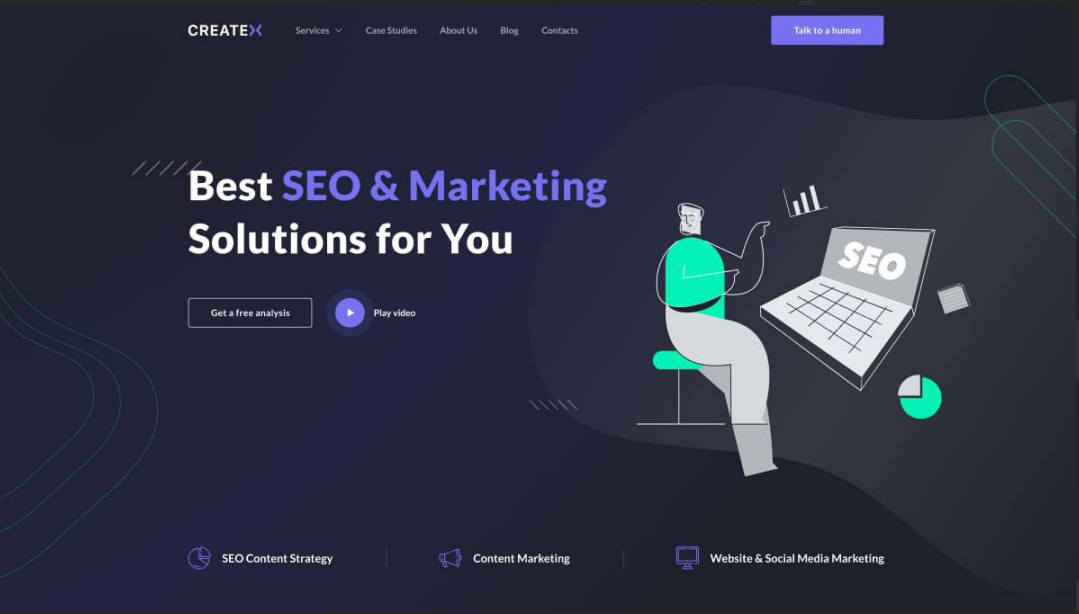 CREATEX
Services
Case Studies
About Us
Blog
Contacts
Talk to a human
Best SEO & Marketing
Solutions for You
SEO
Get a free analysis
Play video
SEO Content Strategy
Content Marketing
Website & Social Media Marketing